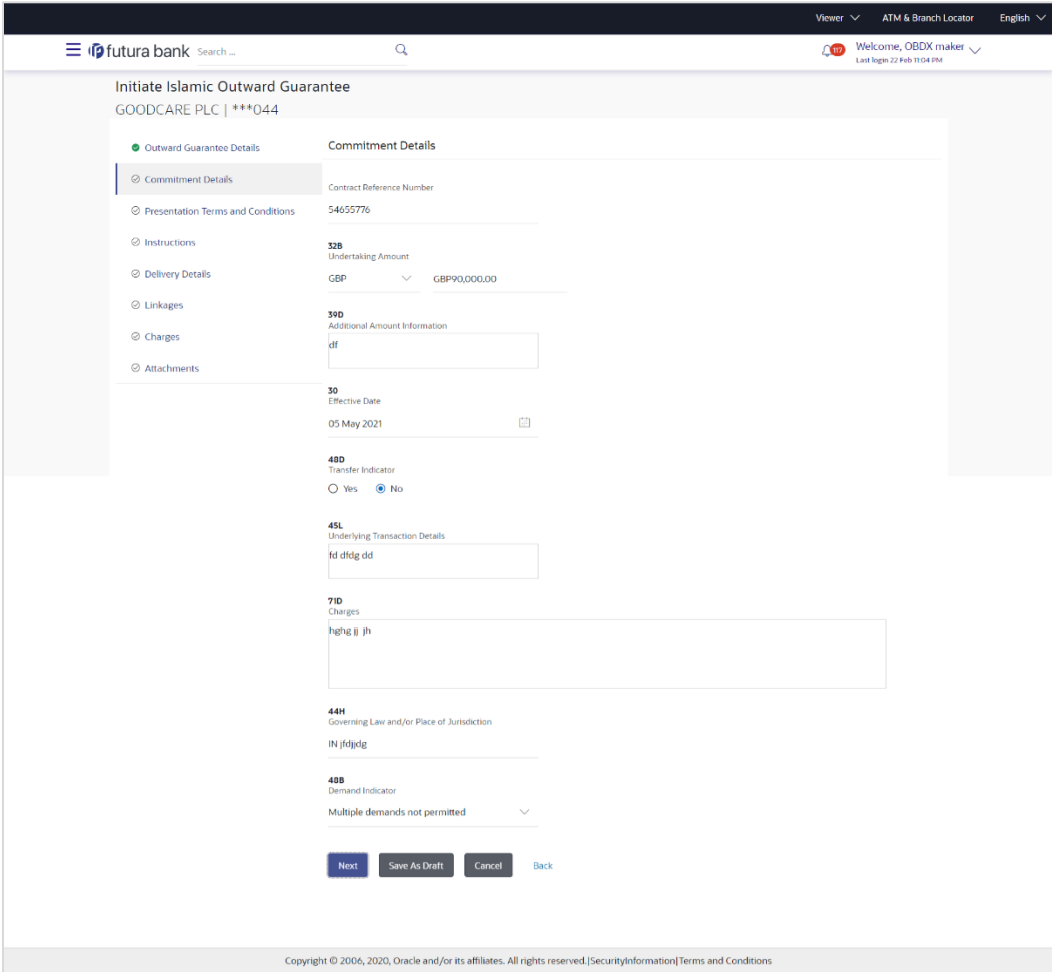 Viewer ATM & Branch Locator English
futura bank Search ... 117 Welcome, OBDX maker
Last login 22 Feb 11:04 PM
Initiate Islamic Outward Guarantee
GOODCARE PLC | ***044
Outward Guarantee Details
Commitment Details
Presentation Terms and Conditions
Instructions
Delivery Details
Linkages
Charges
Attachments
Commitment Details
Contract Reference Number
54655776
32B
Undertaking Amount
GBP GBP90,000.00
39D
Additional Amount Information
df
30
Effective Date
05 May 2021
48D
Transfer Indicator
Yes No
45L
Underlying Transaction Details
fd dfdg dd
71D
Charges
hghg jj jh
44H
Governing Law and/or Place of Jurisdiction
IN jfdjjdg
48B
Demand Indicator
Multiple demands not permitted
Next Save As Draft Cancel Back
Copyright © 2006, 2020, Oracle and/or its affiliates. All rights reserved.|SecurityInformation|Terms and Conditions